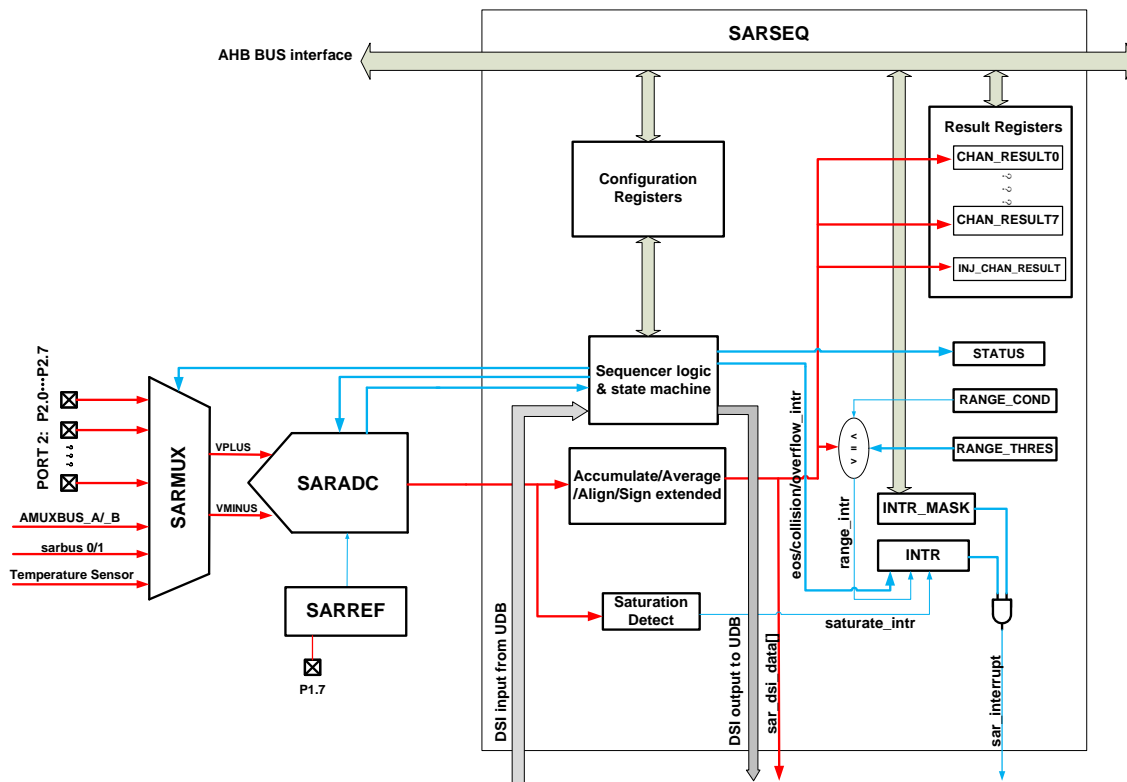 SARSEQ
AHB BUS interface
Result Registers
CHAN_RESULT0
? ? ?
CHAN_RESULT7
INJ_CHAN_RESULT
Configuration
Registers
Sequencer logic
& state machine
STATUS
RANGE_COND
RANGE_THRES
< = >
PORT 2: P2.0•••P2.7
SARMUX
VPLUS
VMINUS
SARADC
Accumulate/Average
/Align/Sign extended
AMUXBUS_A/_B
sarbus 0/1
Temperature Sensor
SARREF
P1.7
Saturation
Detect
INTR_MASK
INTR
eos/collision/overflow_intr
range_intr
saturate_intr
DSI input from UDB
DSI output to UDB
sar_dsi_data[]
sar_interrupt